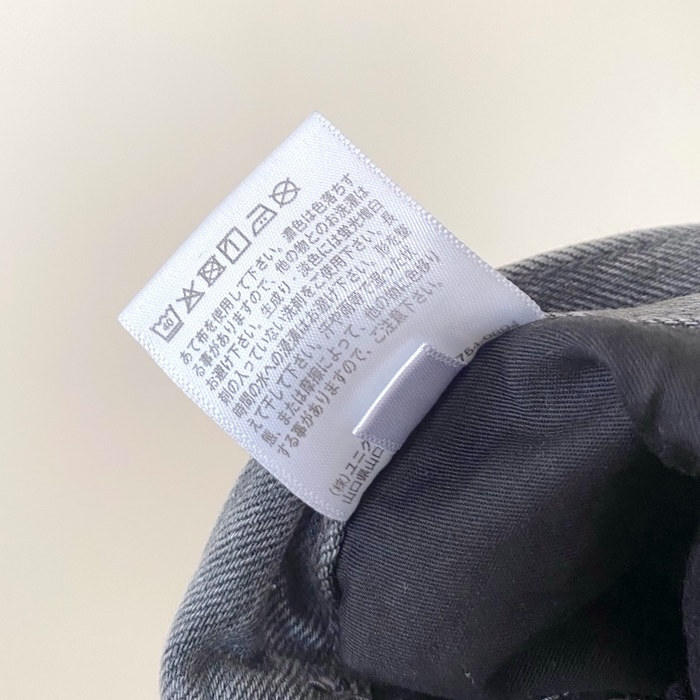 40
あて布を使用して下さい。濃色は色落ちす
る事がありますので、他の物とのお洗濯は
お避け下さい。生成り、淡色には蛍光増白
剤の入っていない洗剤をご使用下さい。長
時間の水への浸漬はお避け下さい。形を整
えて干して下さい。汗や雨等で湿った状
態、または摩擦によって、他の物に色移り
する事がありますので、ご注意下さい。
(株)ユニク
山口県山口